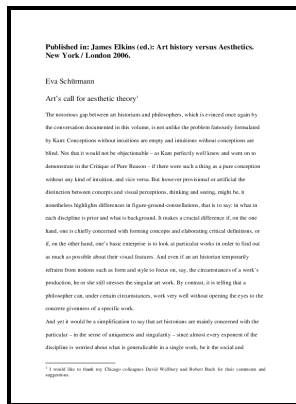 Published in: James Elkins (ed.): Art history versus Aesthetics.
New York / London 2006.
Eva Schürmann
Art's call for aesthetic theory¹
The notorious gap between art historians and philosophers, which is evinced once again by
the conversation documented in this volume, is not unlike the problem famously formulated
by Kant: Conceptions without intuitions are empty and intuitions without conceptions are
blind. Not that it would not be objectionable – as Kant perfectly well knew and went on to
demonstrate in the Critique of Pure Reason – if there were such a thing as a pure conception
without any kind of intuition, and vice versa. But however provisional or artificial the
distinction between concepts and visual perceptions, thinking and seeing, might be, it
nonetheless highlights differences in figure-ground-constellations, that is to say: in what in
each discipline is prior and what is background. It makes a crucial difference if, on the one
hand, one is chiefly concerned with forming concepts and elaborating critical definitions, or
if, on the other hand, one's basic enterprise is to look at particular works in order to find out
as much as possible about their visual features. And even if an art historian temporarily
refrains from notions such as form and style to focus on, say, the circumstances of a work's
production, he or she still stresses the singular art work. By contrast, it is telling that a
philosopher can, under certain circumstances, work very well without opening the eyes to the
concrete givenness of a specific work.
And yet it would be a simplification to say that art historians are mainly concerned with the
particular – in the sense of uniqueness and singularity – since almost every exponent of the
discipline is worried about what is generalizable in a single work, be it the social and
¹ I would like to thank my Chicago colleagues David Wellbery and Robert Buch for their comments and
suggestions.